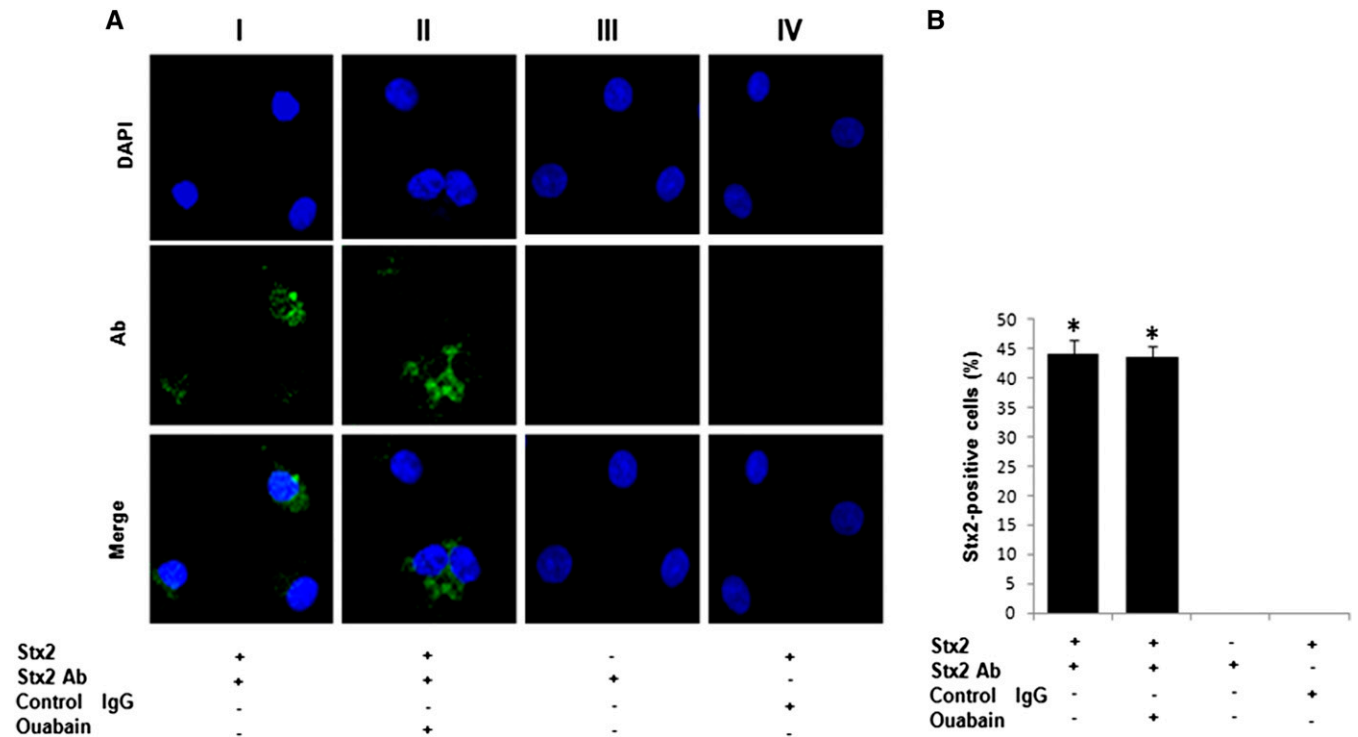 A
B
I II III IV
DAPI
Ab
Merge
Stx2 + + - +
Stx2 Ab + + + -
Control IgG - - - +
Ouabain - + - -
Stx2-positive cells (%)
50
45
40
35
30
25
20
15
10
5
0
* *
Stx2 + + - +
Stx2 Ab + + + -
Control IgG - - - +
Ouabain - + - -